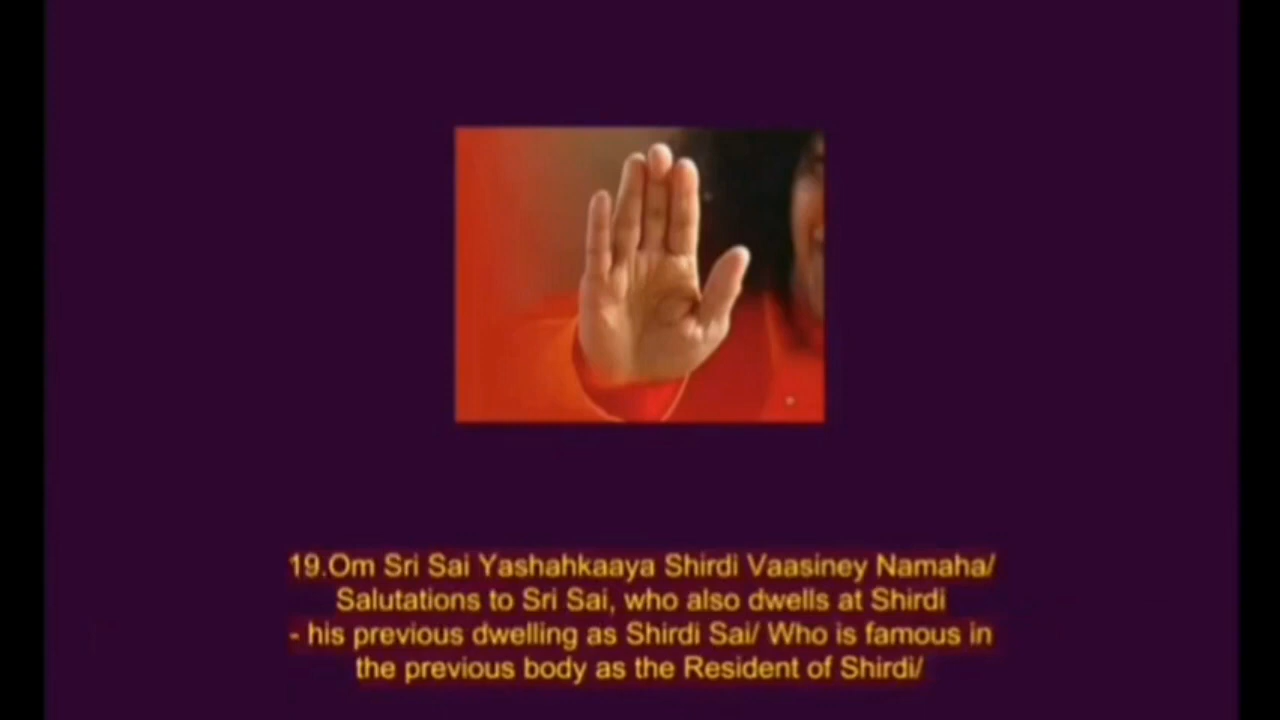 19.Om Sri Sai Yashahkaaya Shirdi Vaasiney Namaha/
Salutations to Sri Sai, who also dwells at Shirdi
- his previous dwelling as Shirdi Sai/ Who is famous in
the previous body as the Resident of Shirdi/